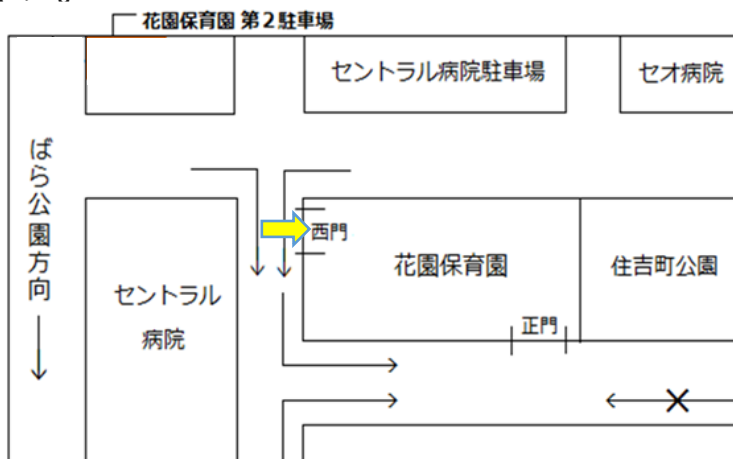 花園保育園 第２駐車場
セントラル病院駐車場
セオ病院
ばら公園方向
西門
花園保育園
住吉町公園
セントラル
病院
正門